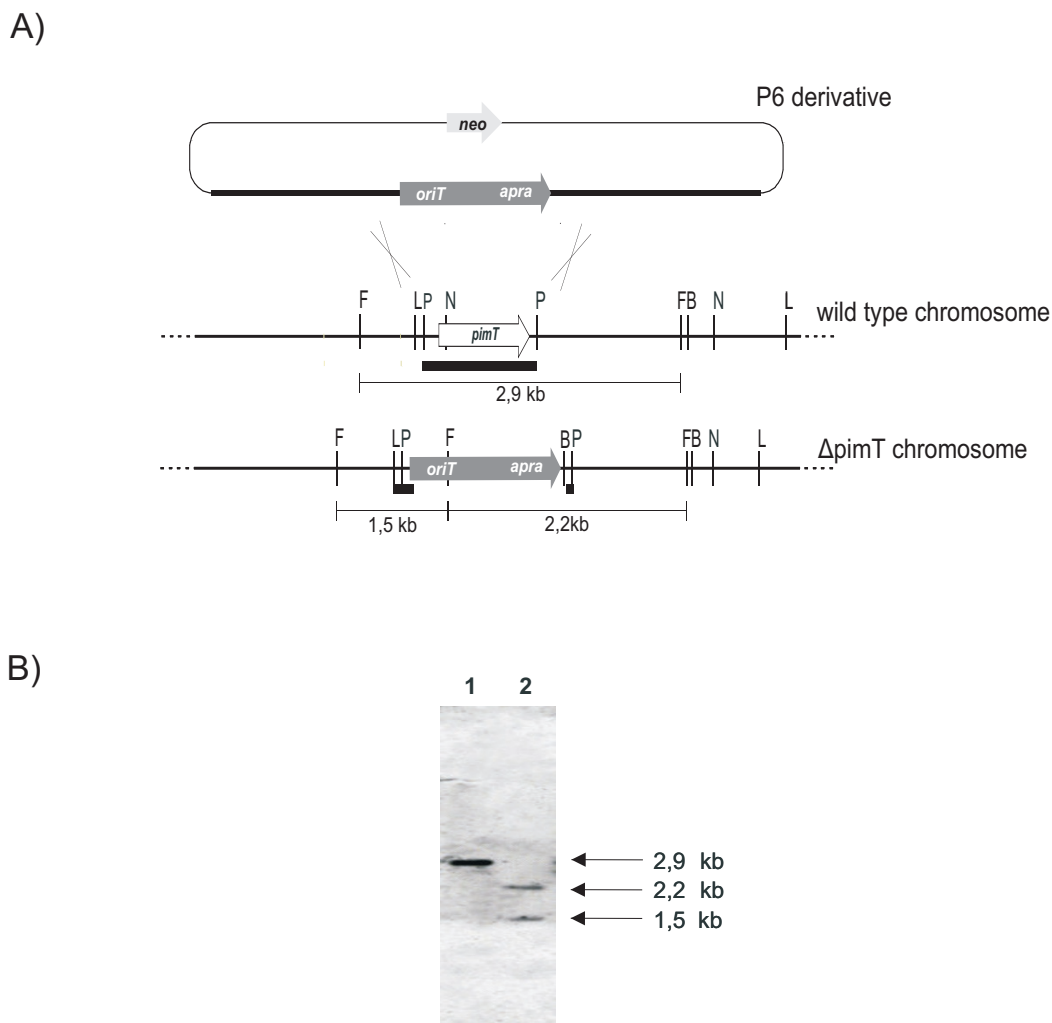 A)
P6 derivative
neo
oriT apra
F L P N P F B N L
wild type chromosome
pimT
2,9 kb
F L P F B P F B N L
ΔpimT chromosome
oriT apra
1,5 kb 2,2kb
B)
1 2
2,9 kb
2,2 kb
1,5 kb